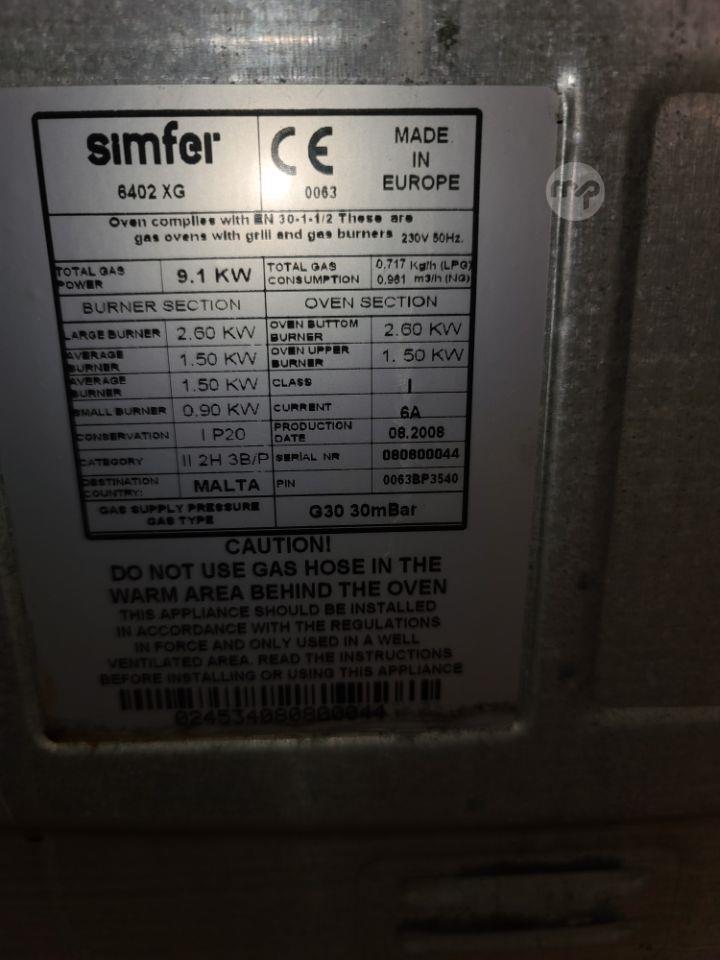 simfer
6402 XG
CE
0063
MADE
IN
EUROPE
Oven complies with EN 30-1-1/2 These are
gas ovens with grill and gas burners 230V 50Hz.
TOTAL GAS POWER 9.1 KW TOTAL GAS CONSUMPTION 0,717 Kg/h (LPG) 0,961 m3/h (NG)
BURNER SECTION OVEN SECTION
LARGE BURNER 2.60 KW OVEN BUTTOM BURNER 2.60 KW
AVERAGE BURNER 1.50 KW OVEN UPPER BURNER 1. 50 KW
AVERAGE BURNER 1.50 KW CLASS I
SMALL BURNER 0.90 KW CURRENT 6A
CONSERVATION I P20 PRODUCTION DATE 08.2008
CATEGORY II 2H 3B/P SERIAL NR 080800044
DESTINATION COUNTRY: MALTA PIN 0063BP3540
GAS SUPPLY PRESSURE
GAS TYPE
G30 30mBar
CAUTION!
DO NOT USE GAS HOSE IN THE
WARM AREA BEHIND THE OVEN
THIS APPLIANCE SHOULD BE INSTALLED
IN ACCORDANCE WITH THE REGULATIONS
IN FORCE AND ONLY USED IN A WELL
VENTILATED AREA. READ THE INSTRUCTIONS
BEFORE INSTALLING OR USING THIS APPLIANCE
024534080800044